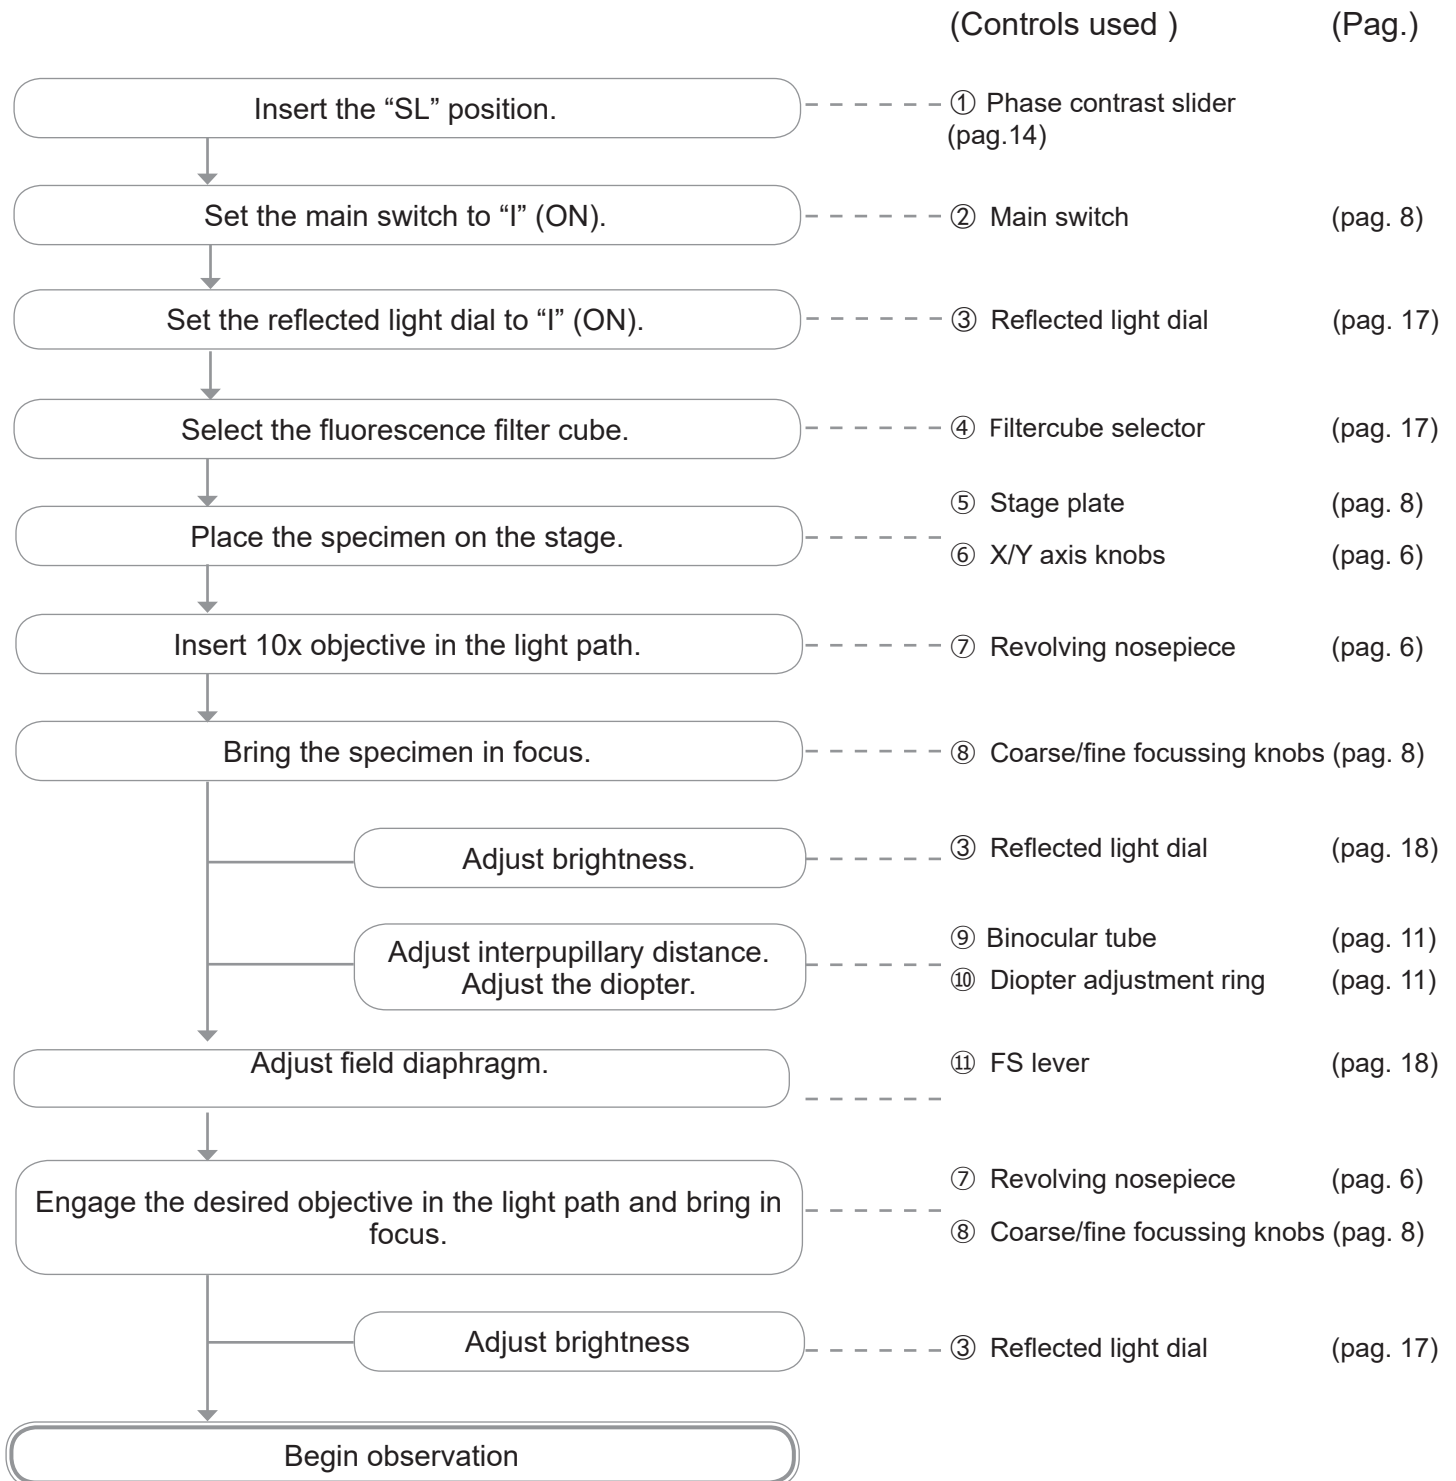 (Controls used ) (Pag.)
Insert the “SL” position. ① Phase contrast slider
(pag.14)
Set the main switch to “I” (ON). ② Main switch (pag. 8)
Set the reflected light dial to “I” (ON). ③ Reflected light dial (pag. 17)
Select the fluorescence filter cube. ④ Filtercube selector (pag. 17)
⑤ Stage plate (pag. 8)
Place the specimen on the stage.
⑥ X/Y axis knobs (pag. 6)
Insert 10x objective in the light path. ⑦ Revolving nosepiece (pag. 6)
Bring the specimen in focus. ⑧ Coarse/fine focussing knobs (pag. 8)
Adjust brightness. ③ Reflected light dial (pag. 18)
Adjust interpupillary distance. ⑨ Binocular tube (pag. 11)
Adjust the diopter. ⑩ Diopter adjustment ring (pag. 11)
Adjust field diaphragm. ⑪ FS lever (pag. 18)
⑦ Revolving nosepiece (pag. 6)
Engage the desired objective in the light path and bring in
focus. ⑧ Coarse/fine focussing knobs (pag. 8)
Adjust brightness ③ Reflected light dial (pag. 17)
Begin observation